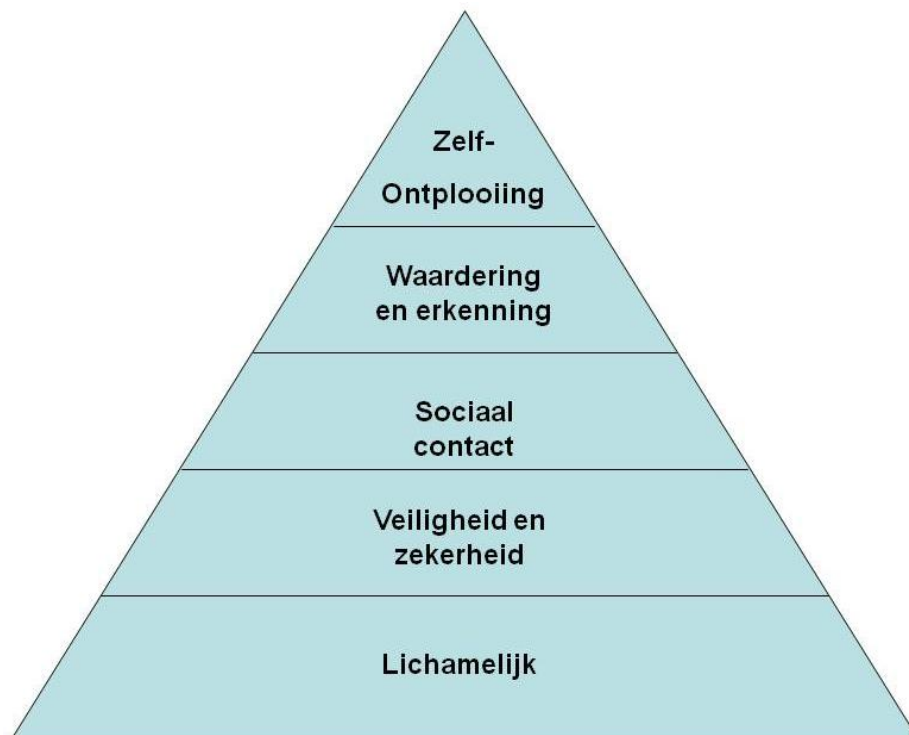 Zelf-
Ontplooiing
Waardering
en erkenning
Sociaal
contact
Veiligheid en
zekerheid
Lichamelijk